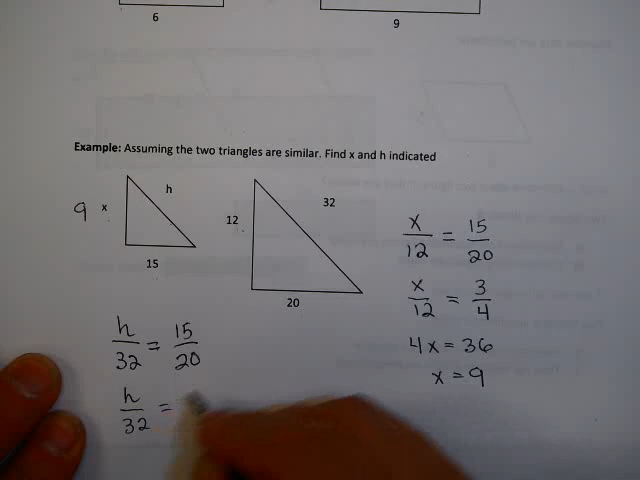 6
9
Example: Assuming the two triangles are similar. Find x and h indicated
9 x
h
15
12
32
20
x/12 = 15/20
x/12 = 3/4
4x = 36
x = 9
h/32 = 15/20
h/32 =